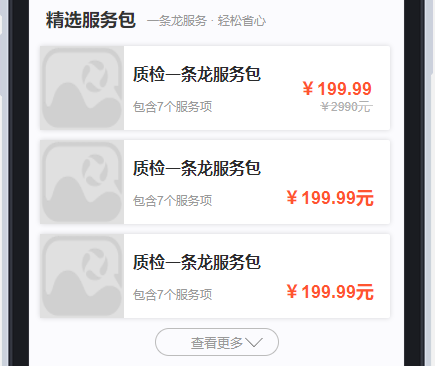 精选服务包 一条龙服务 · 轻松省心
质检一条龙服务包
￥199.99
包含7个服务项
￥2990元
质检一条龙服务包
包含7个服务项
￥199.99元
质检一条龙服务包
包含7个服务项
￥199.99元
查看更多